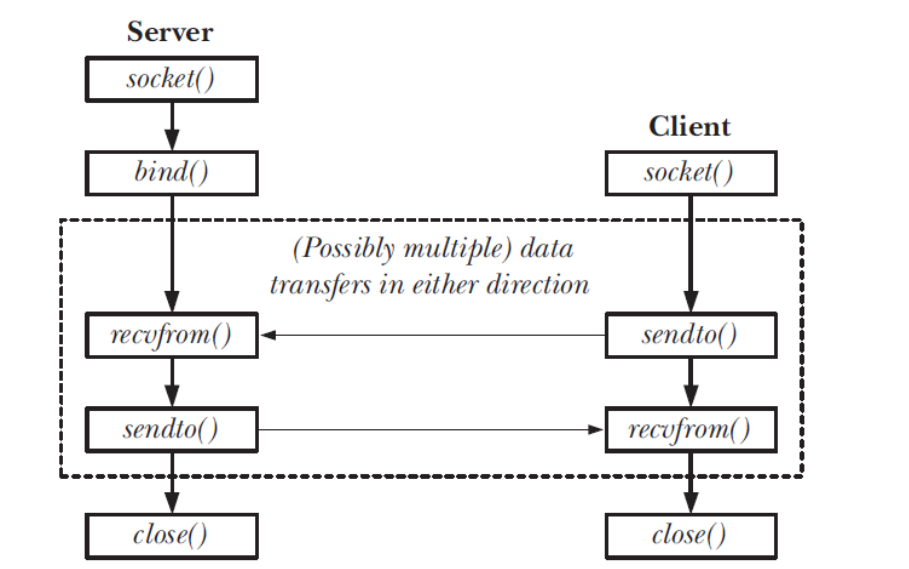 Server
socket()
bind()
Client
socket()
(Possibly multiple) data
transfers in either direction
recvfrom()
sendto()
sendto()
recvfrom()
close()
close()